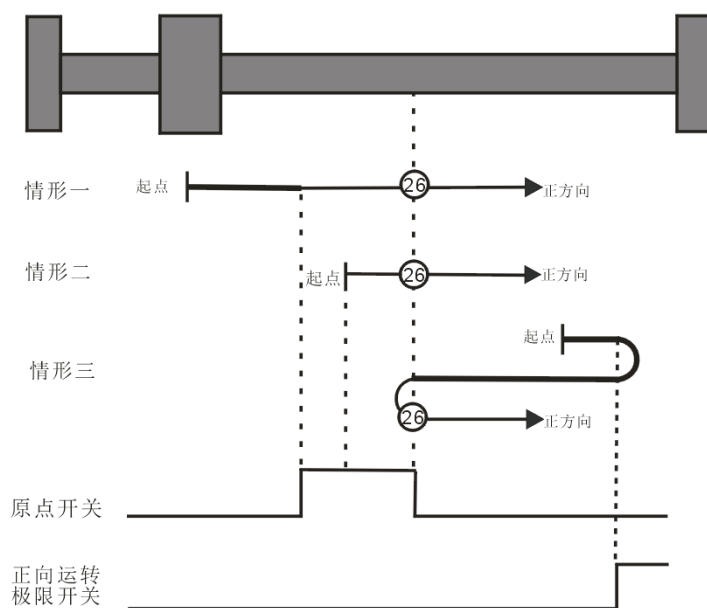 情形一
起点
26
正方向
情形二
起点
26
正方向
起点
情形三
26
正方向
原点开关
正向运转
极限开关